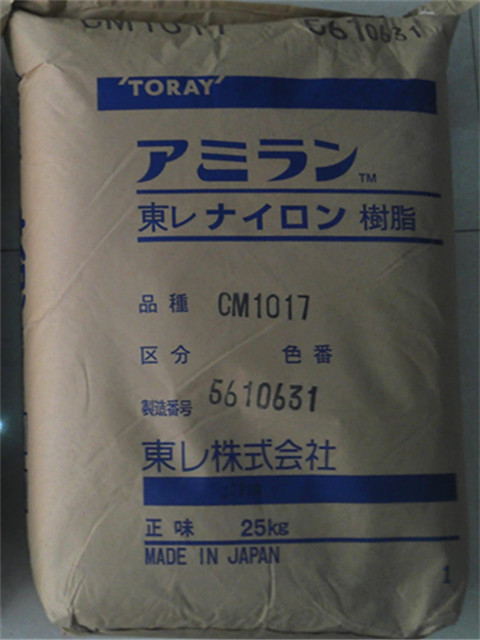 CM1017 C610631
'TORAY'
アミラン™
東レ ナイロン 樹脂
品種 CM1017
区分 色番
製造番号 5610631
東レ株式会社
正味 25kg
MADE IN JAPAN
1